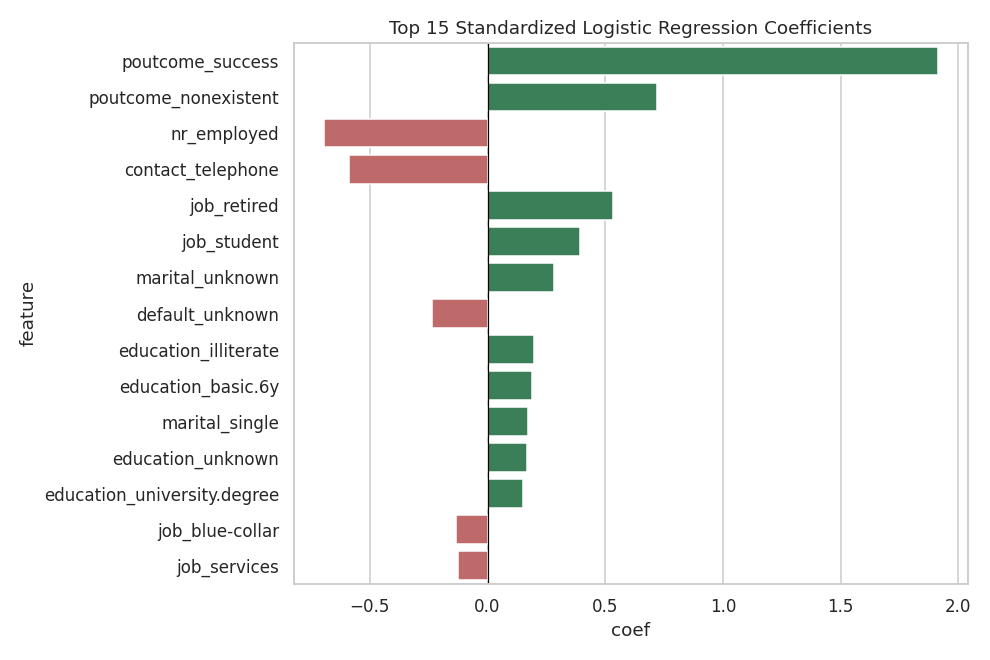 Top 15 Standardized Logistic Regression Coefficients
feature
poutcome_success
poutcome_nonexistent
nr_employed
contact_telephone
job_retired
job_student
marital_unknown
default_unknown
education_illiterate
education_basic.6y
marital_single
education_unknown
education_university.degree
job_blue-collar
job_services
−0.5 0.0 0.5 1.0 1.5 2.0
coef